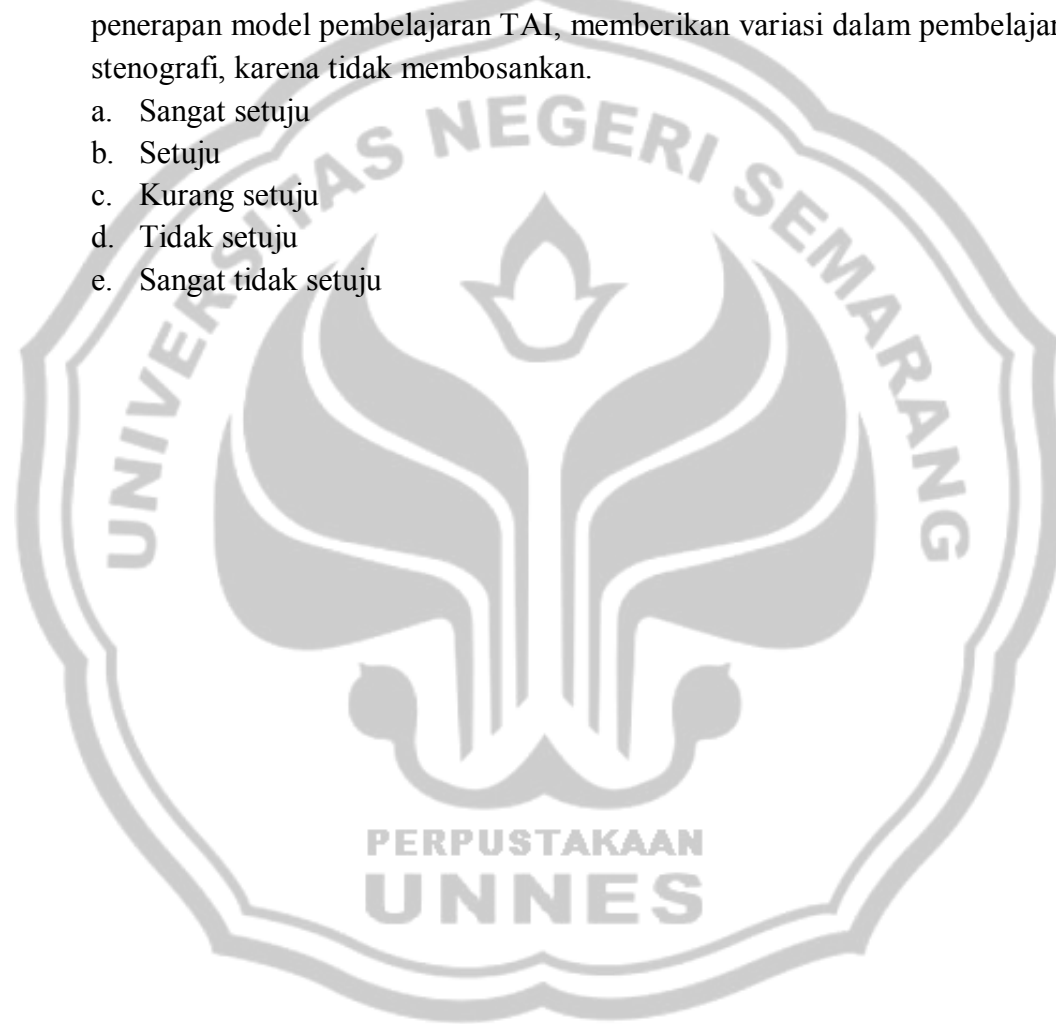 penerapan model pembelajaran TAI, memberikan variasi dalam
stenografi, karena tidak membosankan.
a. Sangat setuju
b. Setuju
c. Kurang setuju
d. Tidak setuju
e. Sangat tidak setuju
UNIVERSITAS NEGERI SEMARANG
PERPUSTAKAAN
UNNES